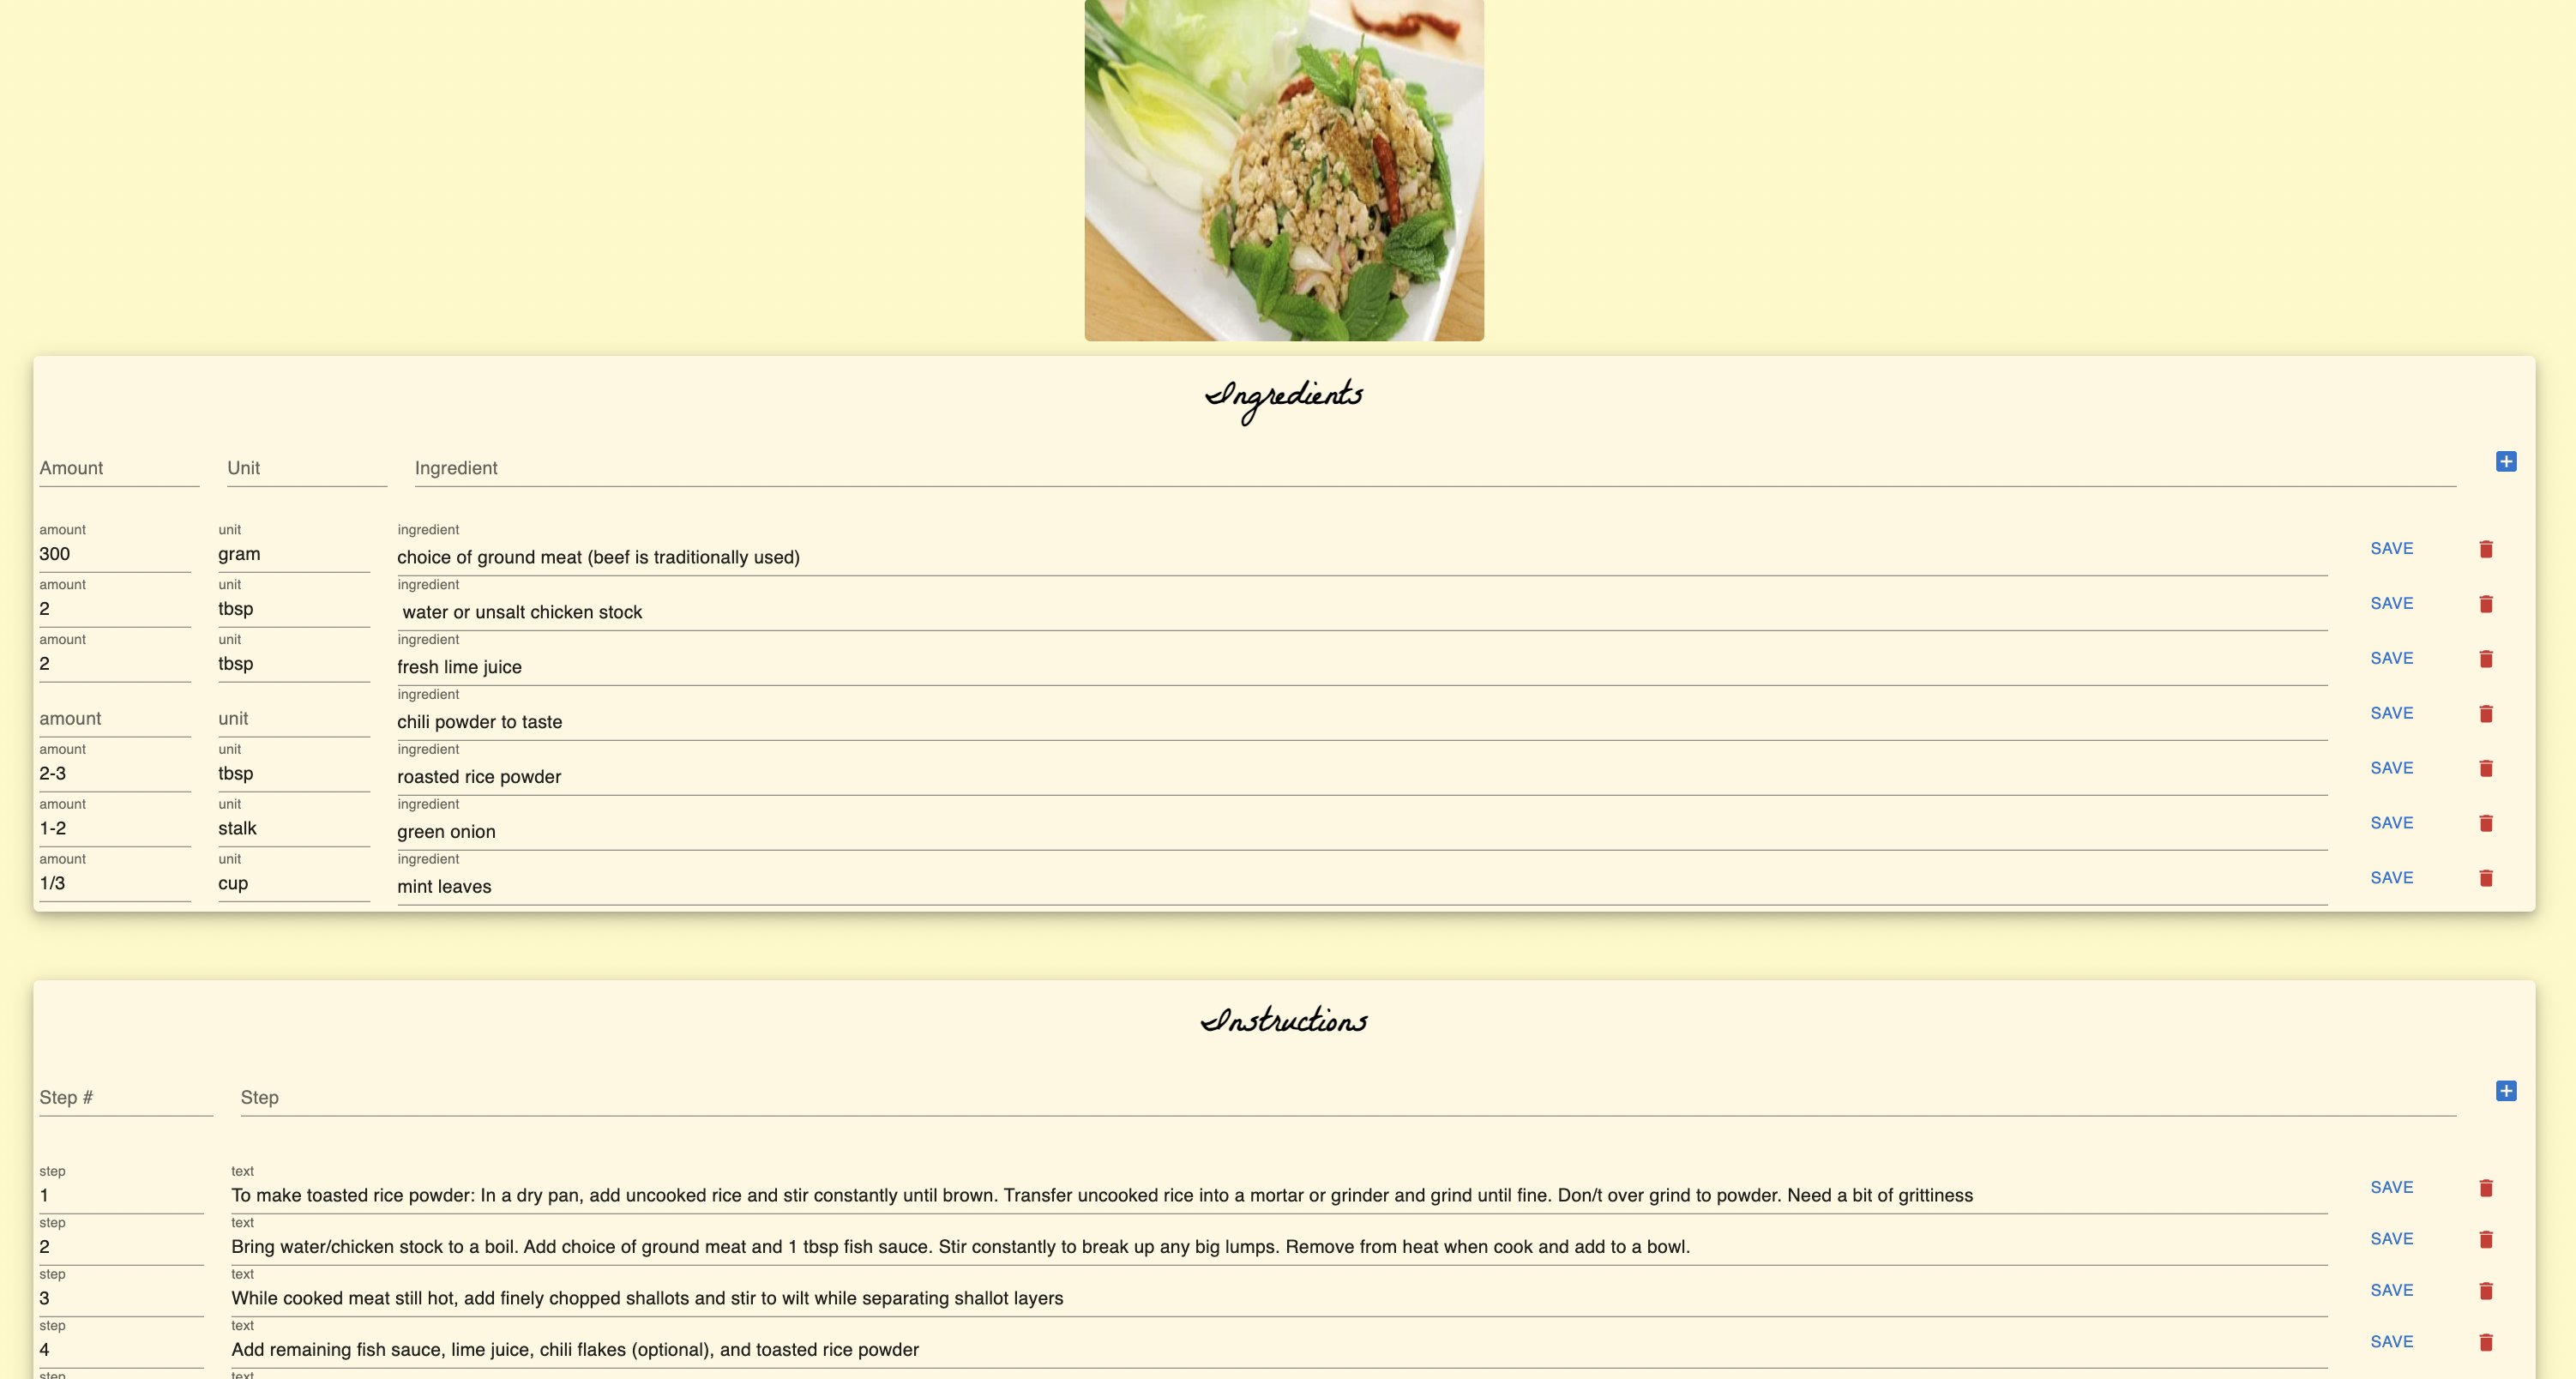 Ingredients
Amount Unit Ingredient
amount unit ingredient
300 gram choice of ground meat (beef is traditionally used) SAVE
amount unit ingredient
2 tbsp water or unsalt chicken stock SAVE
amount unit ingredient
2 tbsp fresh lime juice SAVE
ingredient
amount unit chili powder to taste SAVE
amount unit ingredient
2-3 tbsp roasted rice powder SAVE
amount unit ingredient
1-2 stalk green onion SAVE
amount unit ingredient
1/3 cup mint leaves SAVE
Instructions
Step # Step
step text
1 To make toasted rice powder: In a dry pan, add uncooked rice and stir constantly until brown. Transfer uncooked rice into a mortar or grinder and grind until fine. Don/t over grind to powder. Need a bit of grittiness SAVE
step text
2 Bring water/chicken stock to a boil. Add choice of ground meat and 1 tbsp fish sauce. Stir constantly to break up any big lumps. Remove from heat when cook and add to a bowl. SAVE
step text
3 While cooked meat still hot, add finely chopped shallots and stir to wilt while separating shallot layers SAVE
step text
4 Add remaining fish sauce, lime juice, chili flakes (optional), and toasted rice powder SAVE
step text